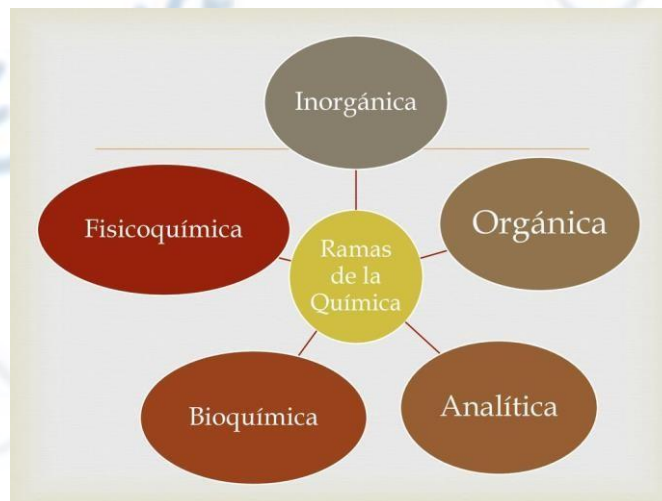 Inorgánica
Orgánica
Fisicoquímica
Ramas
de la
Química
Analítica
Bioquímica